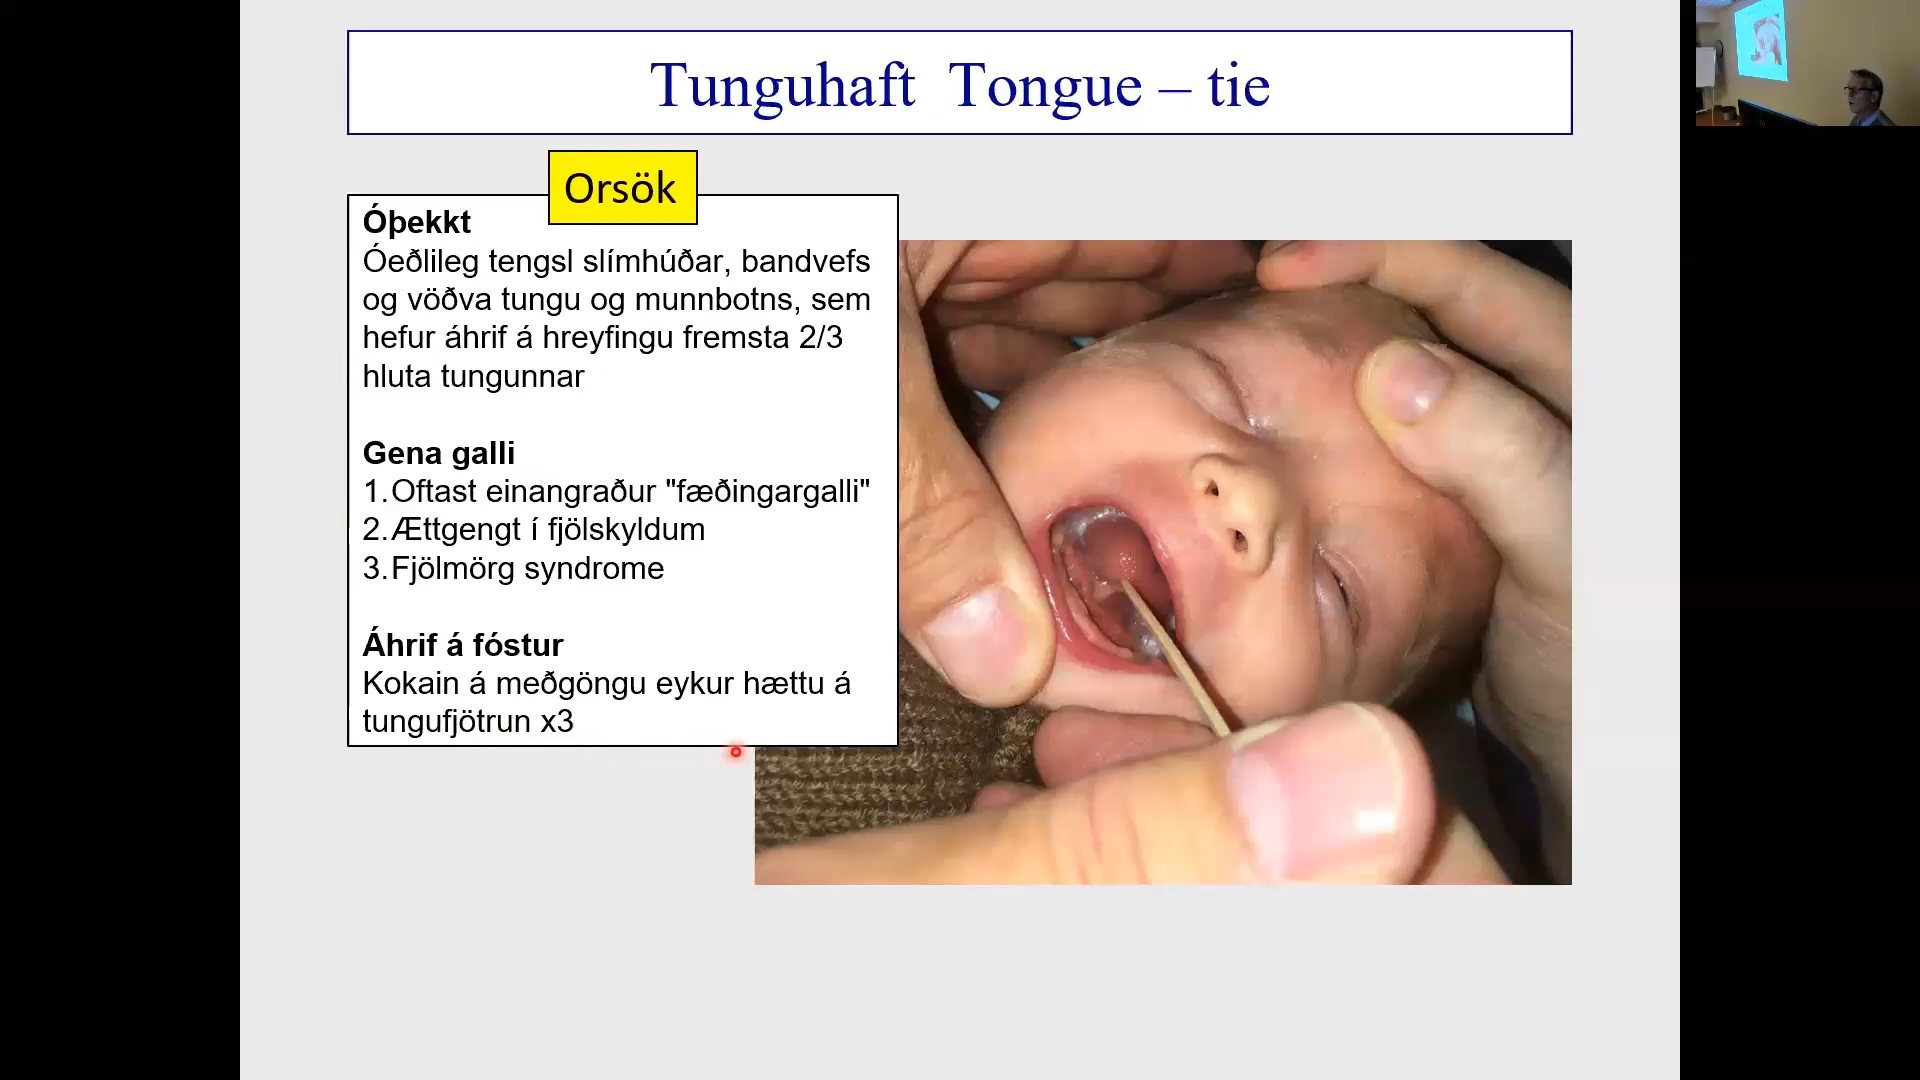 Tunguhaft Tongue – tie
Orsök
Óþekkt
Óeðlileg tengsl slímhúðar, bandvefs
og vöðva tungu og munnbotns, sem
hefur áhrif á hreyfingu fremsta 2/3
hluta tungunnar
Gena galli
1.Oftast einangraður "fæðingargalli"
2.Ættgengt í fjölskyldum
3.Fjölmörg syndrome
Áhrif á fóstur
Kokain á meðgöngu eykur hættu á
tungufjötrun x3